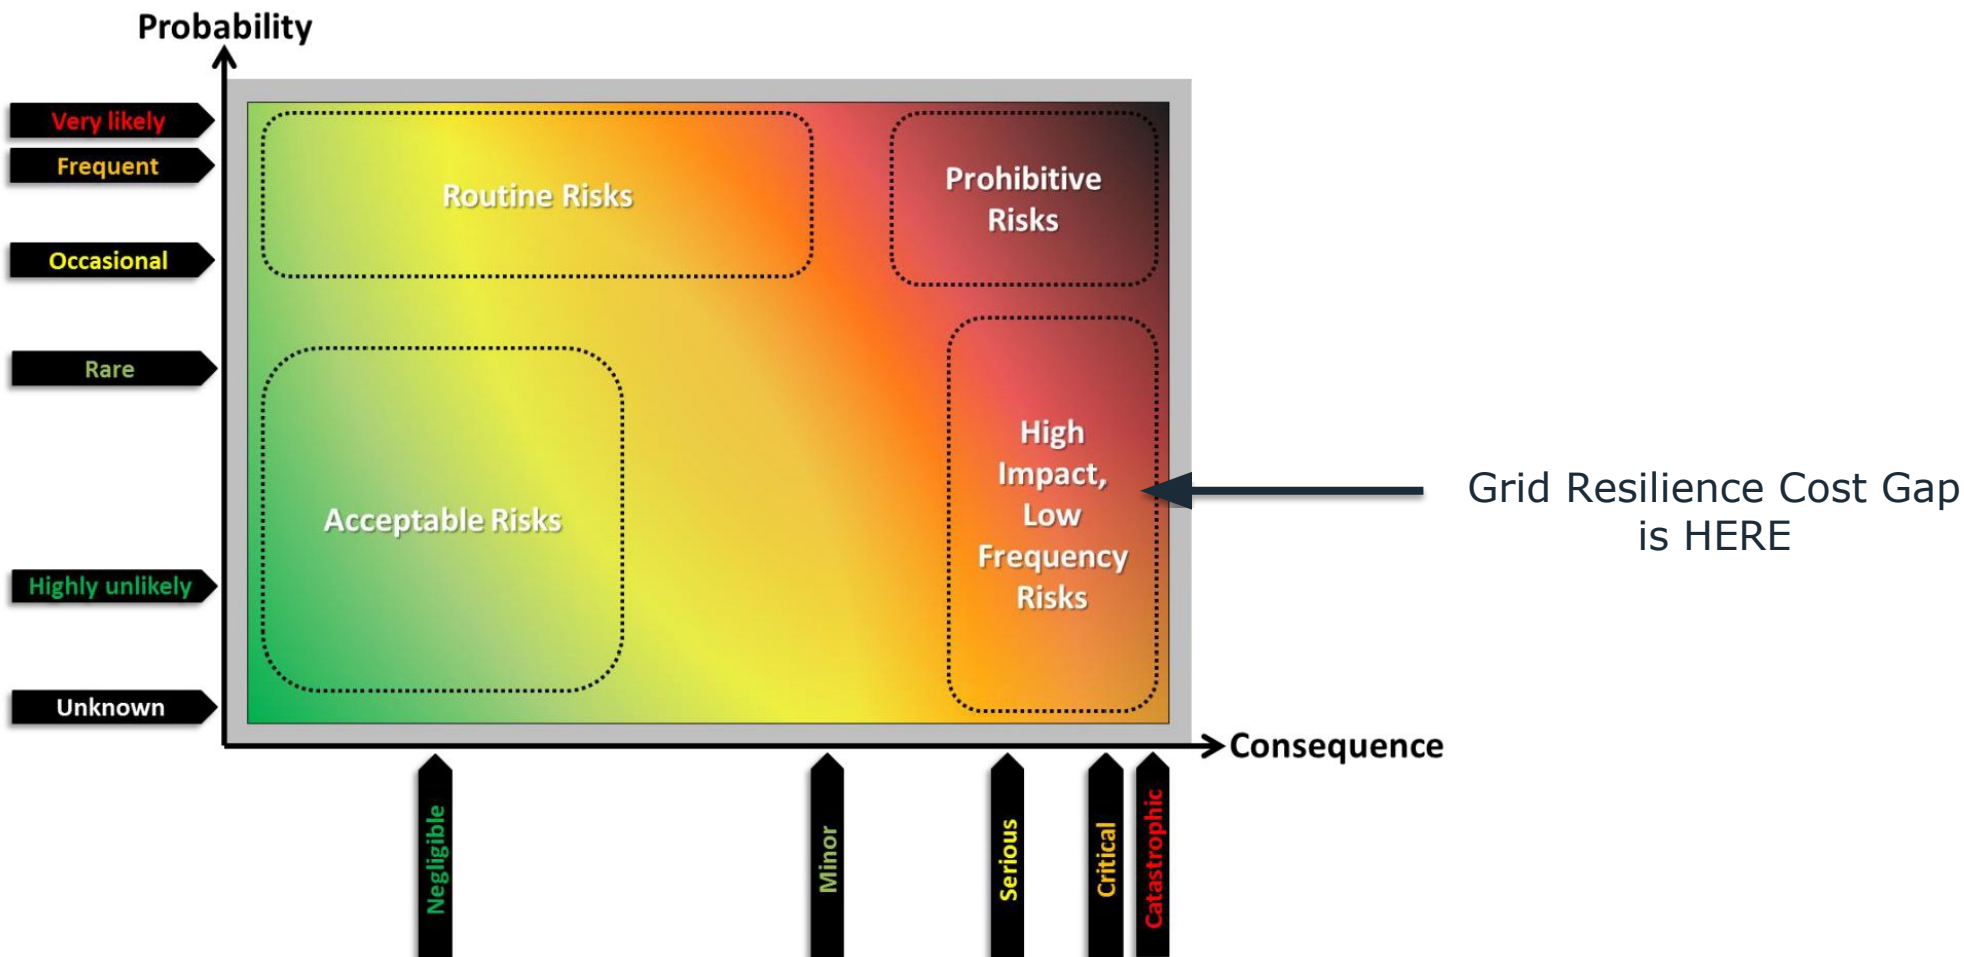 Probability
Very likely
Frequent
Occasional
Rare
Highly unlikely
Unknown
Routine Risks
Prohibitive
Risks
Acceptable Risks
High
Impact,
Low
Frequency
Risks
Grid Resilience Cost Gap
is HERE
Consequence
Negligible
Minor
Serious
Critical
Catastrophic